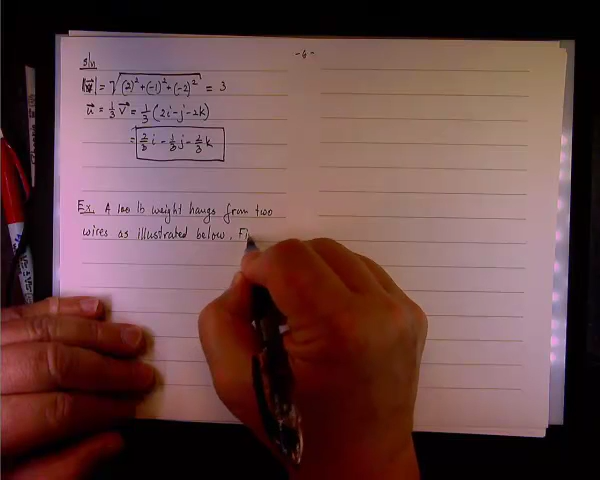 -4-
sln
|v⃗| = √(2)²+(-1)²+(-2)² = 3
u⃗ = 1/3 v⃗ = 1/3 (2i-j-2k)
= 2/3 i - 1/3 j - 2/3 k
Ex. A 100 lb weight hangs from two
wires as illustrated below. Fi